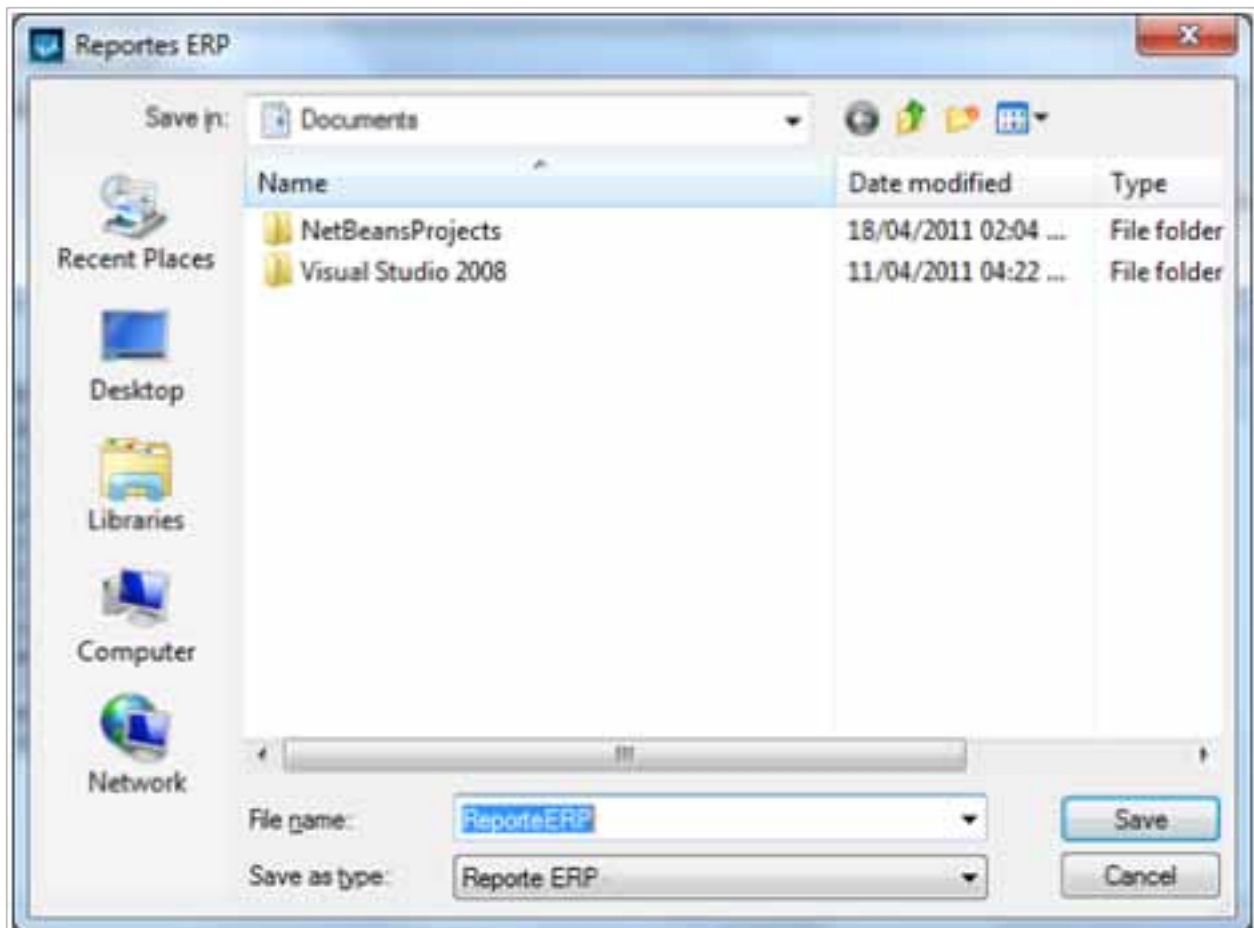 Reportes ERP
Save in: Documents
Name Date modified Type
NetBeansProjects 18/04/2011 02:04 ... File folder
Visual Studio 2008 11/04/2011 04:22 ... File folder
Recent Places
Desktop
Libraries
Computer
Network
File name: ReporteERP Save
Save as type: Reporte ERP Cancel